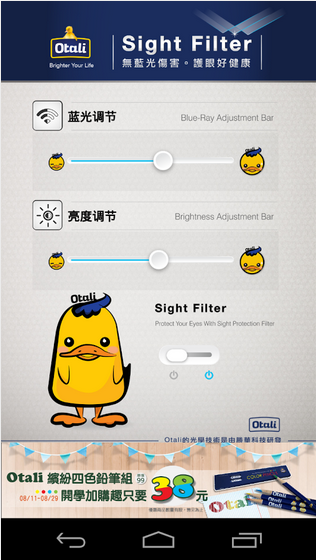 Otali
Brighter Your Life
Sight Filter
無藍光傷害。護眼好健康
蓝光调节
Blue-Ray Adjustment Bar
亮度调节
Brightness Adjustment Bar
Otali
Sight Filter
Protect Your Eyes With Sight Protection Filter
Otali
Otali的光學技術是由勝華科技研發
Otali 繽紛四色鉛筆組
99
08/11-08/29
開學加購趣只要
38元
Otali